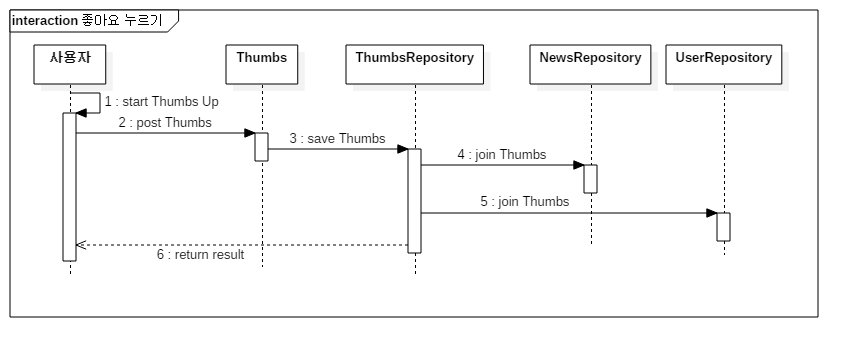 interaction 좋아요 누르기
사용자
Thumbs
ThumbsRepository
NewsRepository
UserRepository
1 : start Thumbs Up
2 : post Thumbs
3 : save Thumbs
4 : join Thumbs
5 : join Thumbs
6 : return result